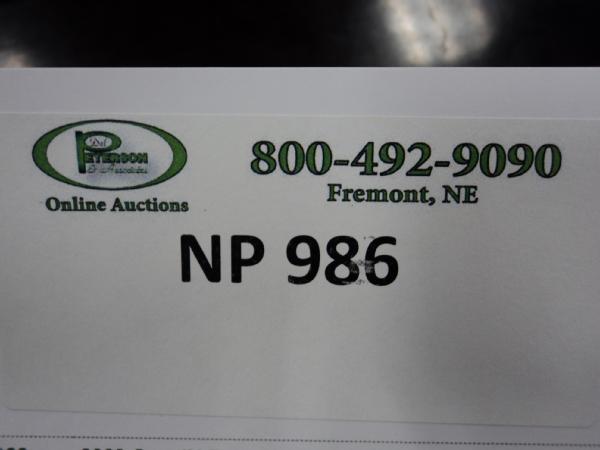 Del
PETERSON
& Associates
Online Auctions
800-492-9090
Fremont, NE
NP 986